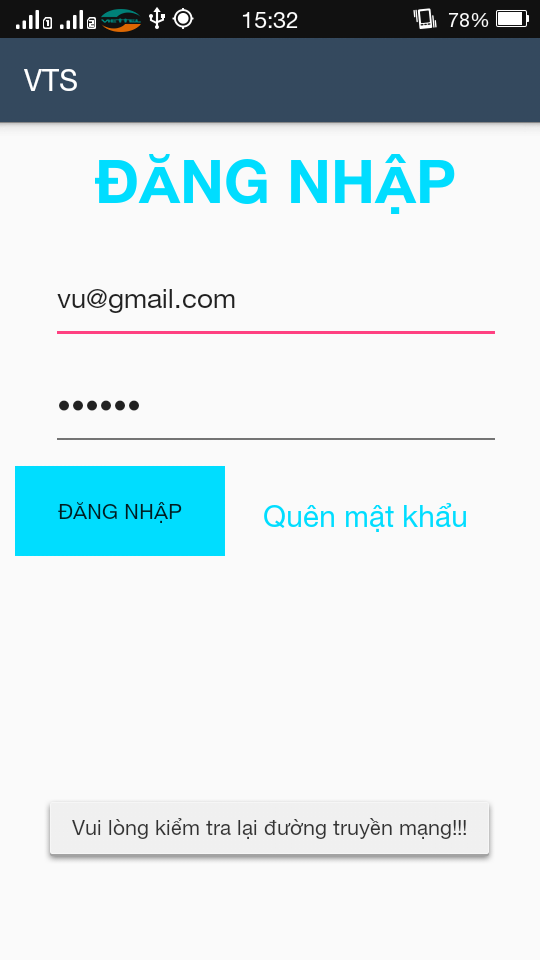 15:32
78%
VTS
ĐĂNG NHẬP
vu@gmail.com
••••••
ĐĂNG NHẬP
Quên mật khẩu
Vui lòng kiểm tra lại đường truyền mạng!!!